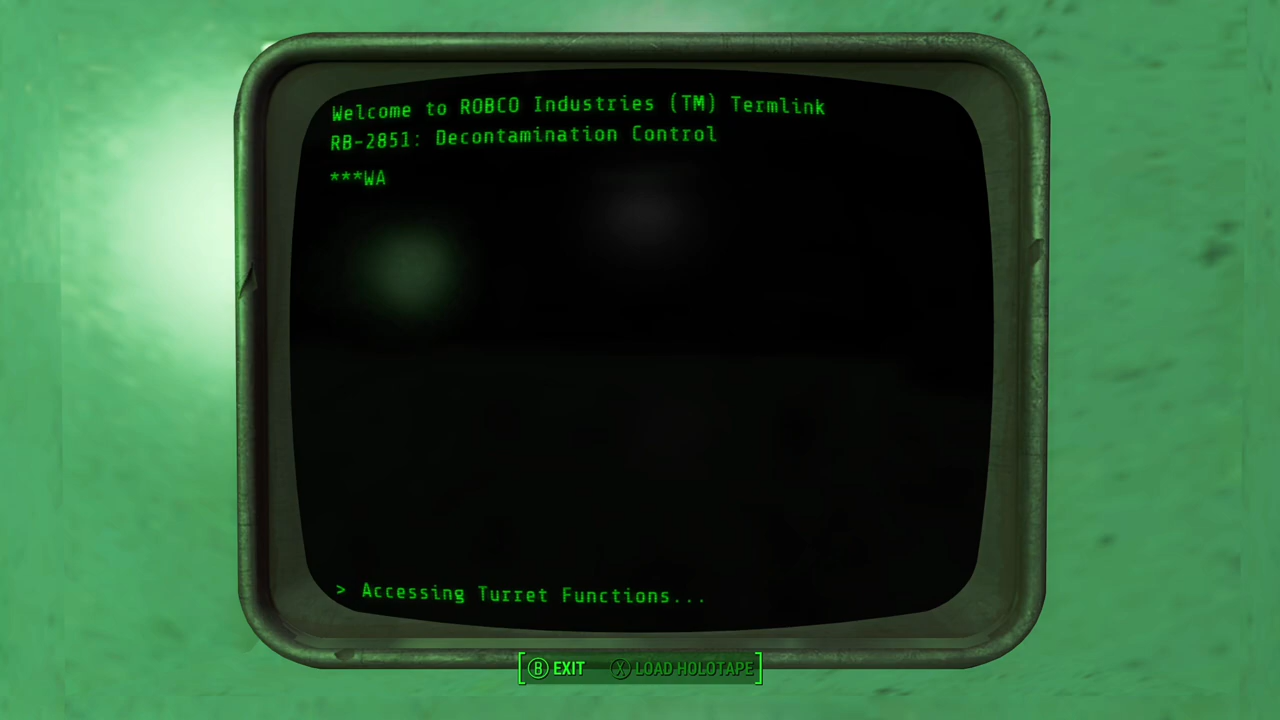 Welcome to ROBCO Industries (TM) Termlink
RB-2851: Decontamination Control
***WA
> Accessing Turret Functions...
B EXIT X LOAD HOLOTAPE